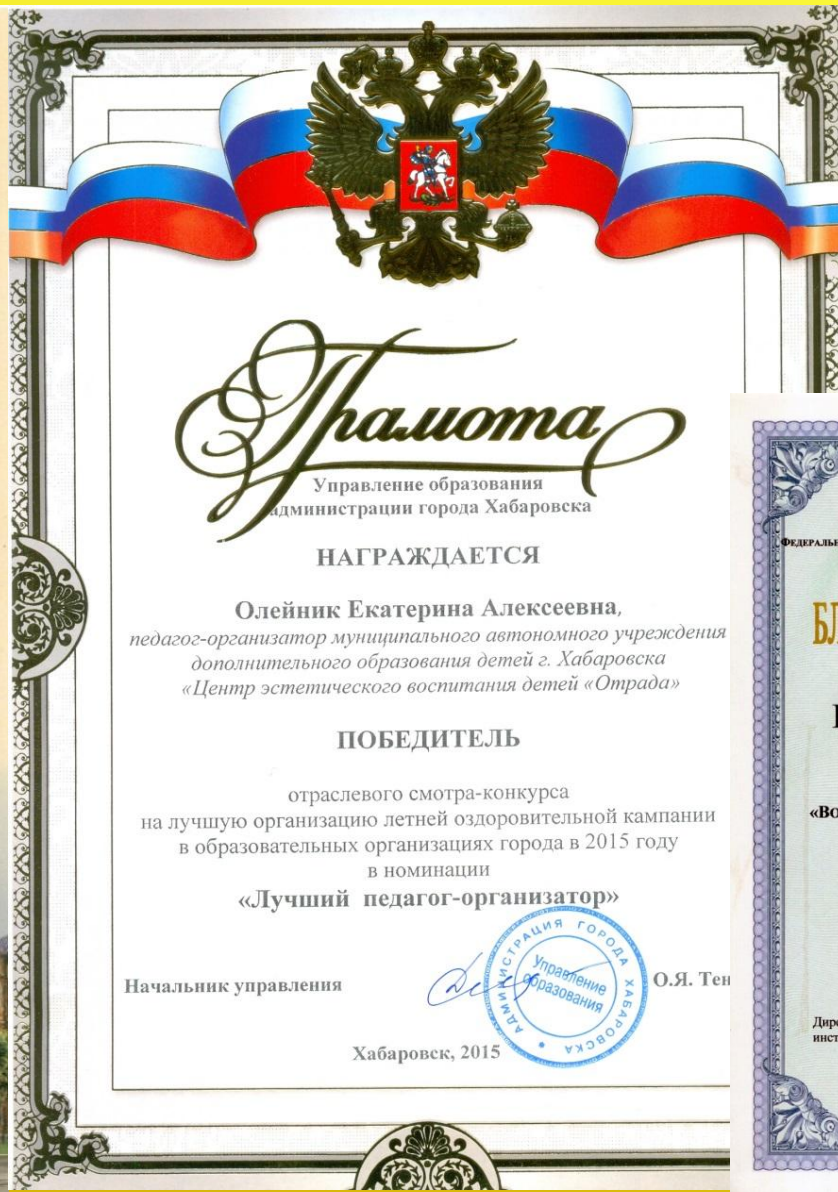 Грамота
Управление образования
администрации города Хабаровска
НАГРАЖДАЕТСЯ
Олейник Екатерина Алексеевна,
педагог-организатор муниципального автономного учреждения
дополнительного образования детей г. Хабаровска
«Центр эстетического воспитания детей «Отрада»
ПОБЕДИТЕЛЬ
отраслевого смотра-конкурса
на лучшую организацию летней оздоровительной кампании
в образовательных организациях города в 2015 году
в номинации
«Лучший педагог-организатор»
Начальник управления
О.Я. Тен
АДМИНИСТРАЦИЯ ГОРОДА ХАБАРОВСКА
Управление
образования
Хабаровск, 2015